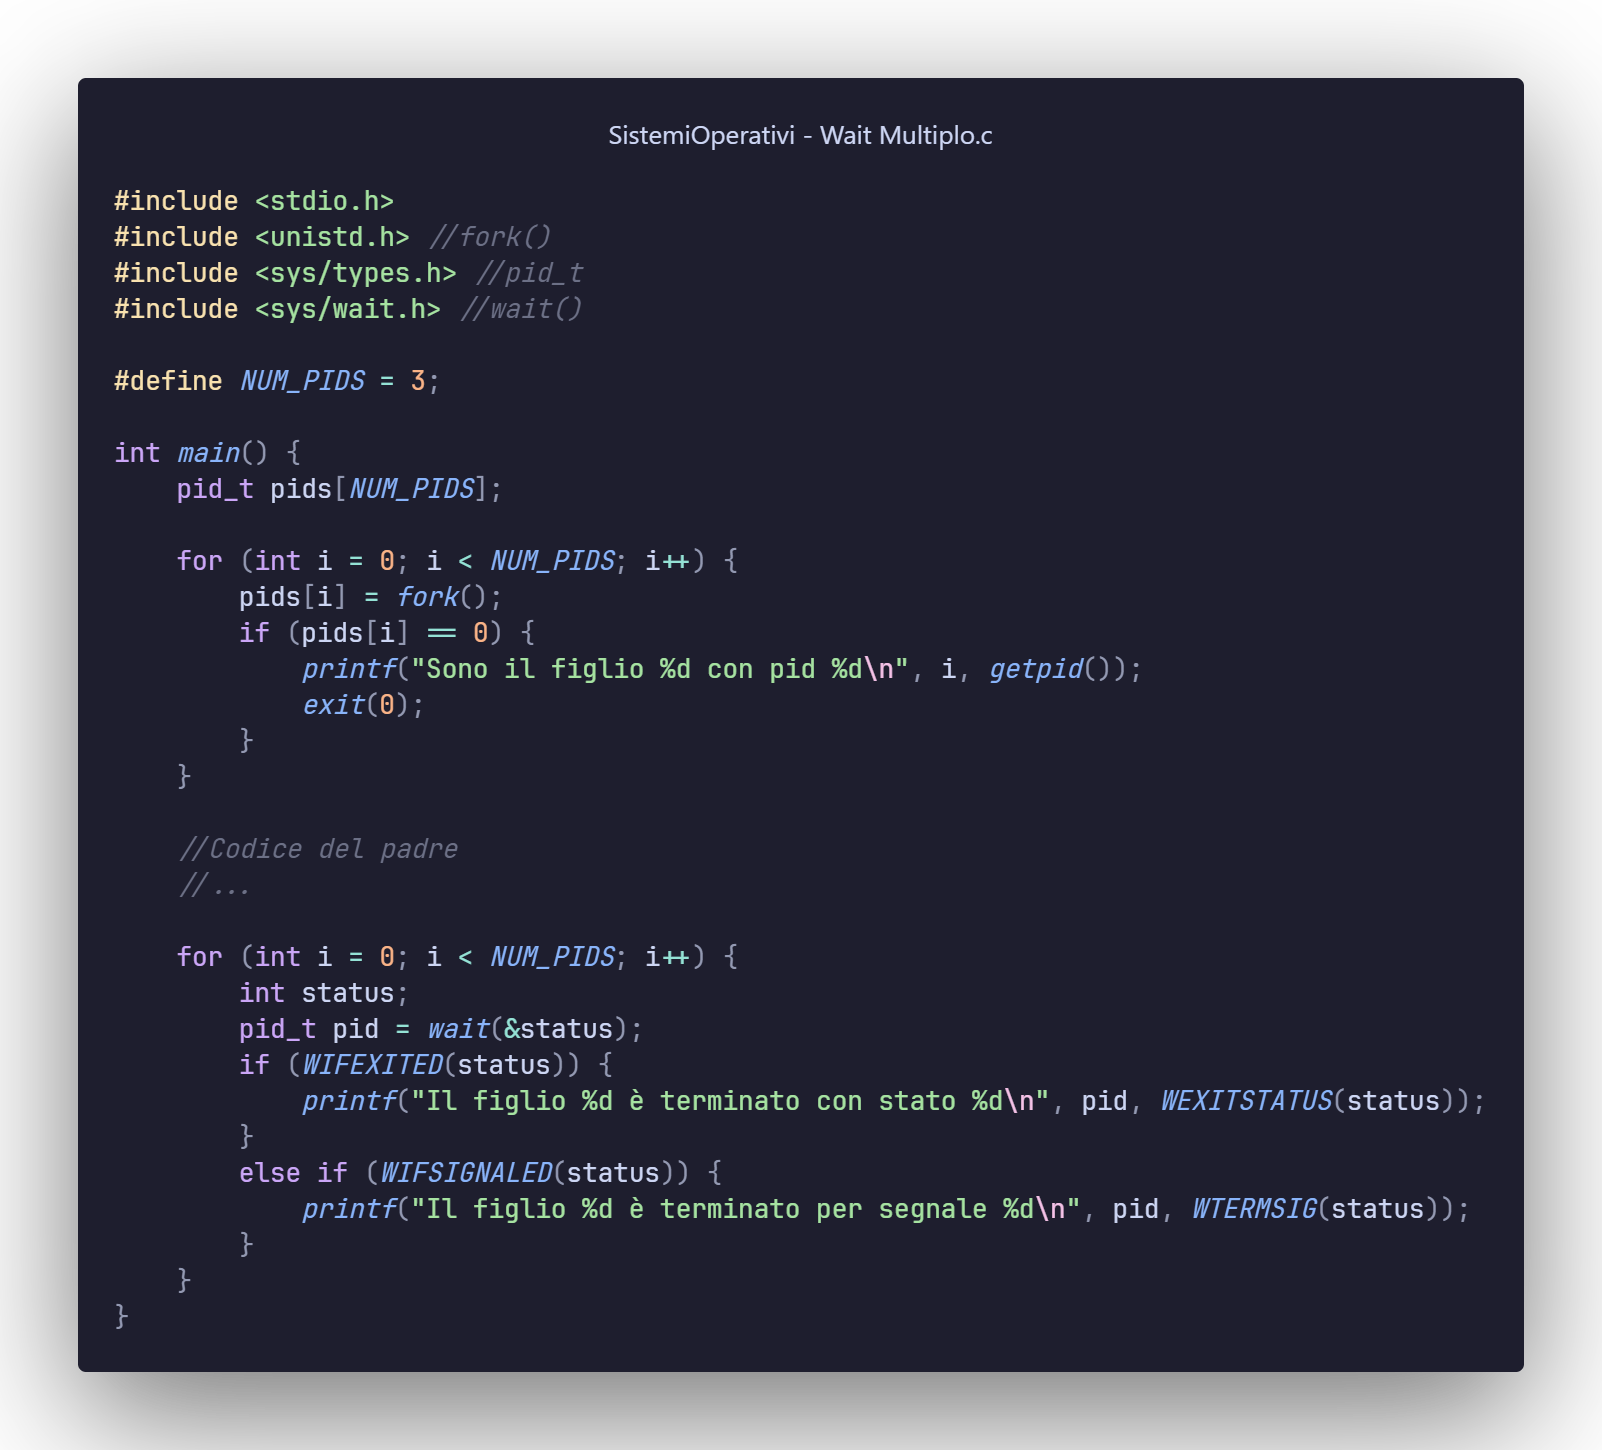 SistemiOperativi - Wait Multiplo.c
#include <stdio.h>
#include <unistd.h> //fork()
#include <sys/types.h> //pid_t
#include <sys/wait.h> //wait()

#define NUM_PIDS = 3;

int main() {
    pid_t pids[NUM_PIDS];

    for (int i = 0; i < NUM_PIDS; i++) {
        pids[i] = fork();
        if (pids[i] == 0) {
            printf("Sono il figlio %d con pid %d\n", i, getpid());
            exit(0);
        }
    }

    //Codice del padre
    //...

    for (int i = 0; i < NUM_PIDS; i++) {
        int status;
        pid_t pid = wait(&status);
        if (WIFEXITED(status)) {
            printf("Il figlio %d è terminato con stato %d\n", pid, WEXITSTATUS(status));
        }
        else if (WIFSIGNALED(status)) {
            printf("Il figlio %d è terminato per segnale %d\n", pid, WTERMSIG(status));
        }
    }
}